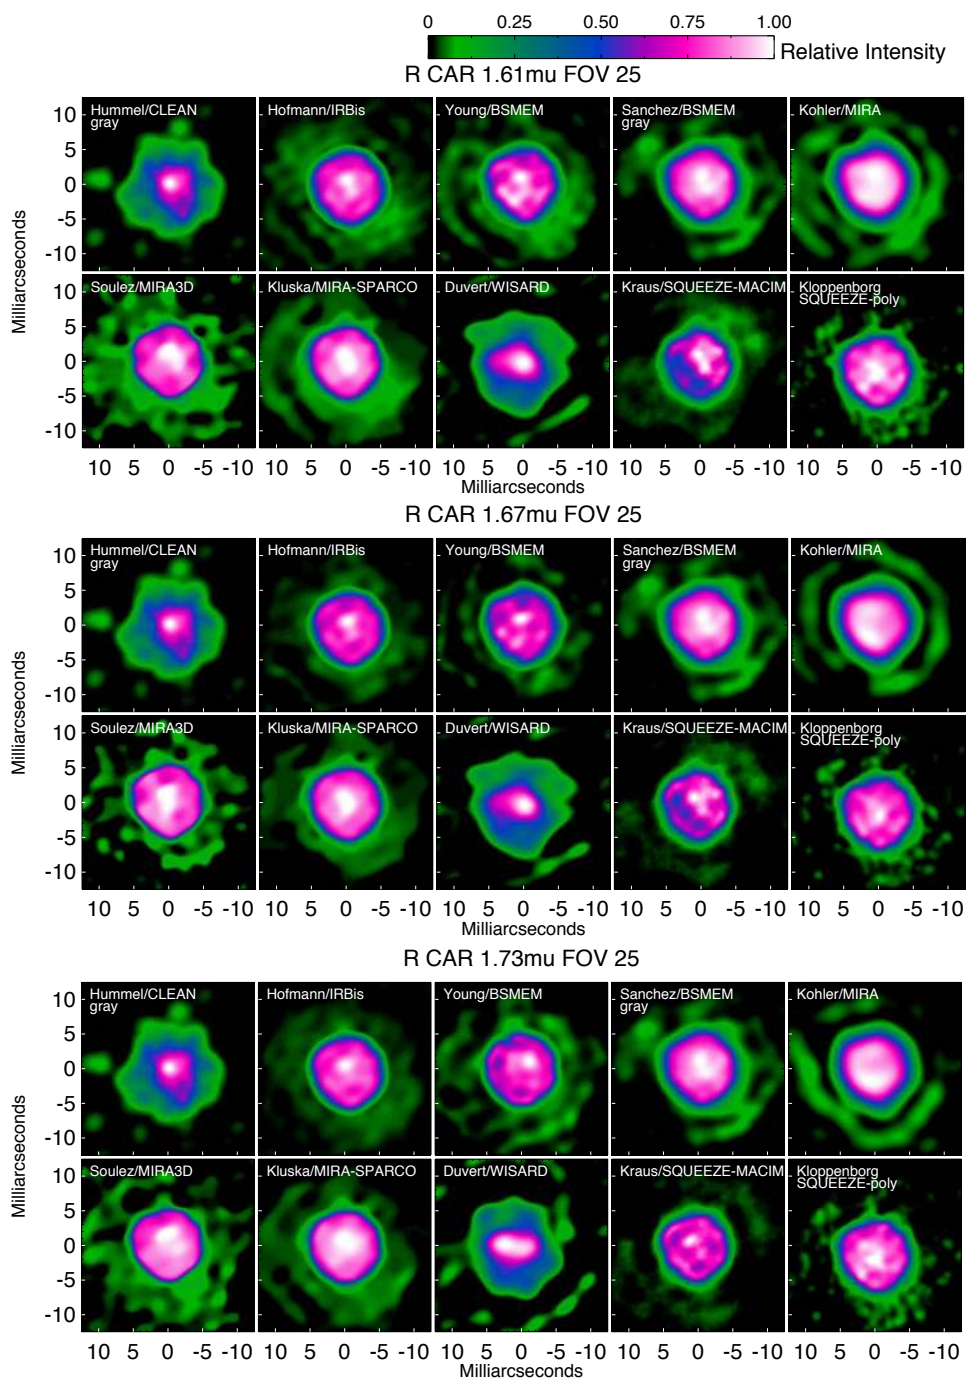 0 0.25 0.50 0.75 1.00
Relative Intensity
R CAR 1.61mu FOV 25
Hummel/CLEAN
gray
Hofmann/IRBis
Young/BSMEM
Sanchez/BSMEM
gray
Kohler/MIRA
10
5
0
-5
-10
Soulez/MIRA3D
Kluska/MIRA-SPARCO
Duvert/WISARD
Kraus/SQUEEZE-MACIM
Kloppenborg
SQUEEZE-poly
10
5
0
-5
-10
Milliarcseconds
10 5 0 -5 -10 10 5 0 -5 -10 10 5 0 -5 -10 10 5 0 -5 -10 10 5 0 -5 -10
Milliarcseconds
R CAR 1.67mu FOV 25
Hummel/CLEAN
gray
Hofmann/IRBis
Young/BSMEM
Sanchez/BSMEM
gray
Kohler/MIRA
10
5
0
-5
-10
Soulez/MIRA3D
Kluska/MIRA-SPARCO
Duvert/WISARD
Kraus/SQUEEZE-MACIM
Kloppenborg
SQUEEZE-poly
10
5
0
-5
-10
Milliarcseconds
10 5 0 -5 -10 10 5 0 -5 -10 10 5 0 -5 -10 10 5 0 -5 -10 10 5 0 -5 -10
Milliarcseconds
R CAR 1.73mu FOV 25
Hummel/CLEAN
gray
Hofmann/IRBis
Young/BSMEM
Sanchez/BSMEM
gray
Kohler/MIRA
10
5
0
-5
-10
Soulez/MIRA3D
Kluska/MIRA-SPARCO
Duvert/WISARD
Kraus/SQUEEZE-MACIM
Kloppenborg
SQUEEZE-poly
10
5
0
-5
-10
Milliarcseconds
10 5 0 -5 -10 10 5 0 -5 -10 10 5 0 -5 -10 10 5 0 -5 -10 10 5 0 -5 -10
Milliarcseconds